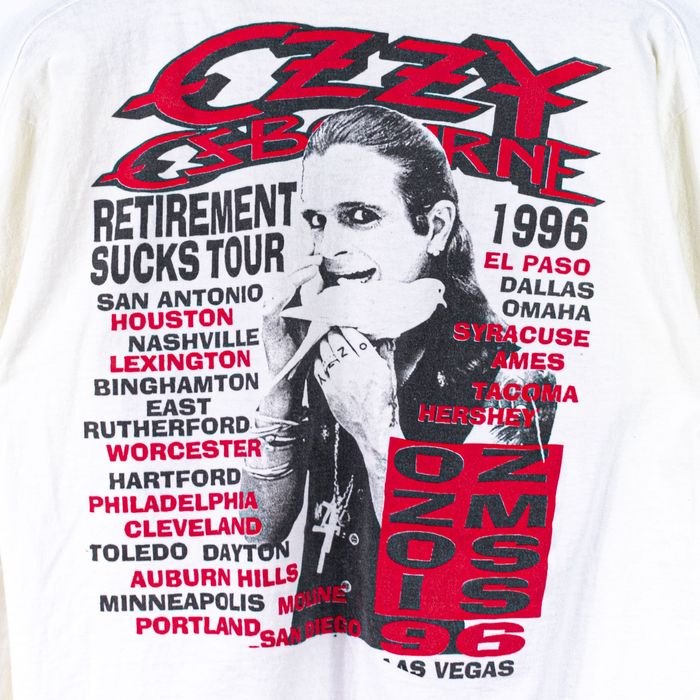 OZZY
OSBOURNE
RETIREMENT
SUCKS TOUR
SAN ANTONIO
HOUSTON
NASHVILLE
LEXINGTON
BINGHAMTON
EAST
RUTHERFORD
WORCESTER
HARTFORD
PHILADELPHIA
CLEVELAND
TOLEDO DAYTON
AUBURN HILLS
MINNEAPOLIS MOLINE
PORTLAND SAN DIEGO
1996
EL PASO
DALLAS
OMAHA
SYRACUSE
AMES
TACOMA
HERSHEY
O Z
Z M
O S
I S
96
LAS VEGAS